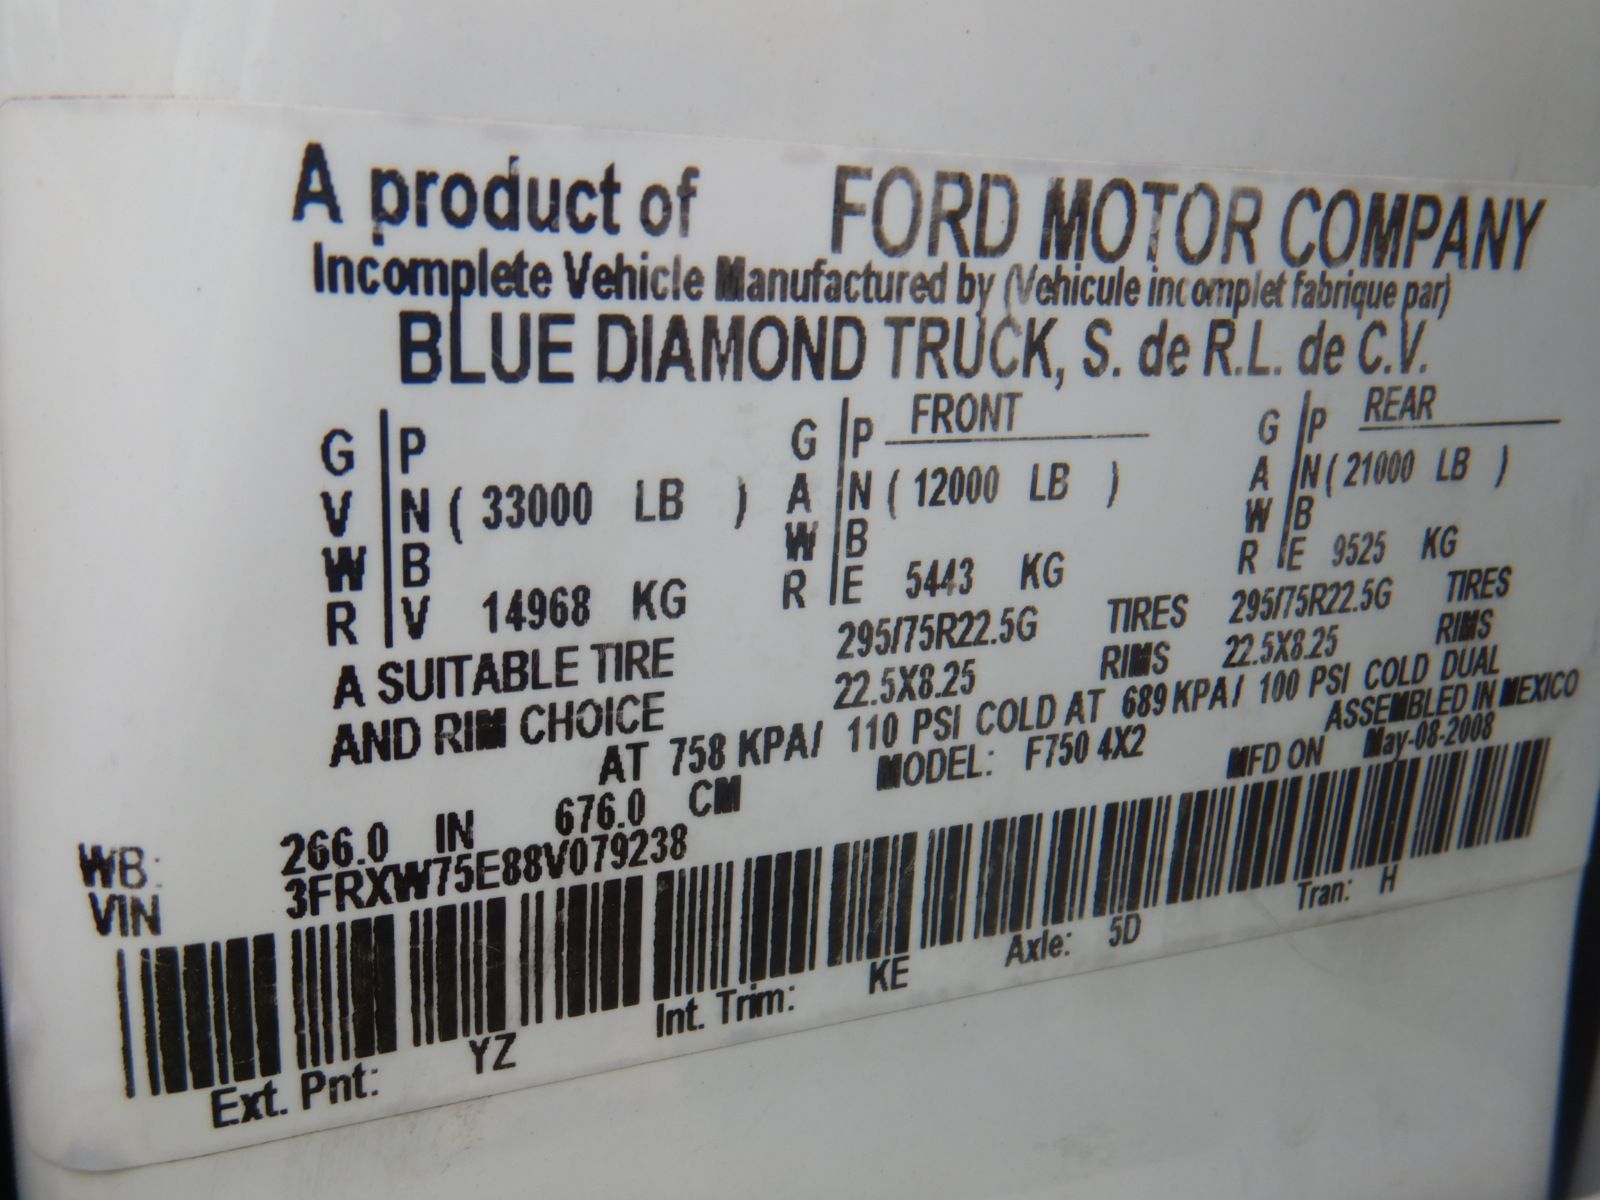 A product of FORD MOTOR COMPANY
Incomplete Vehicle Manufactured by (Vehicule incomplet fabrique par)
BLUE DIAMOND TRUCK, S. de R.L. de C.V.
G P G P FRONT G P REAR
V N ( 33000 LB ) A N ( 12000 LB ) A N ( 21000 LB )
W B W B W B
R V 14968 KG R E 5443 KG R E 9525 KG
A SUITABLE TIRE 295/75R22.5G TIRES 295/75R22.5G TIRES
AND RIM CHOICE 22.5X8.25 RIMS 22.5X8.25 RIMS
AT 758 KPA/ 110 PSI COLD AT 689 KPA/ 100 PSI COLD DUAL
ASSEMBLED IN MEXICO
WB: 266.0 IN 676.0 CM MODEL: F750 4X2 MFD ON May-08-2008
VIN 3FRXW75E88V079238
Ext. Pnt: YZ Int. Trim: KE Axle: 5D Tran: H